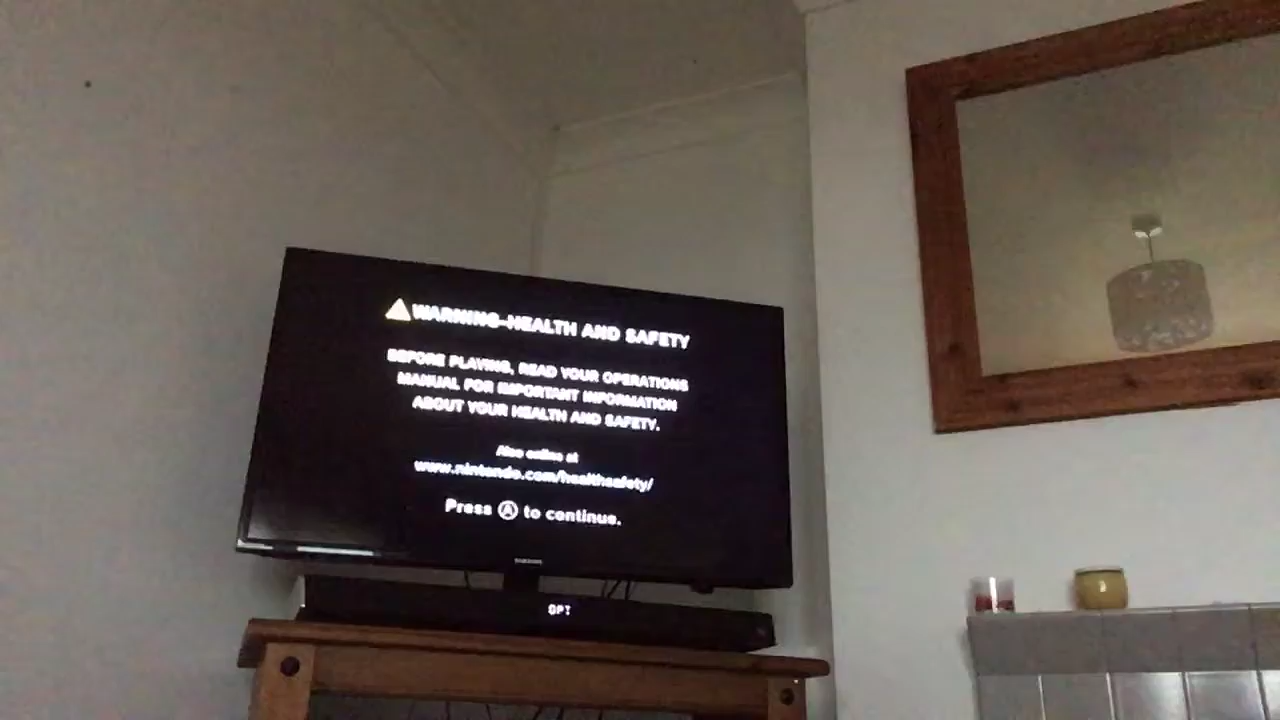 ⚠WARNING-HEALTH AND SAFETY
BEFORE PLAYING, READ YOUR OPERATIONS
MANUAL FOR IMPORTANT INFORMATION
ABOUT YOUR HEALTH AND SAFETY.
Also online at
www.nintendo.com/healthsafety/
Press Ⓐ to continue.
SAMSUNG
OPT